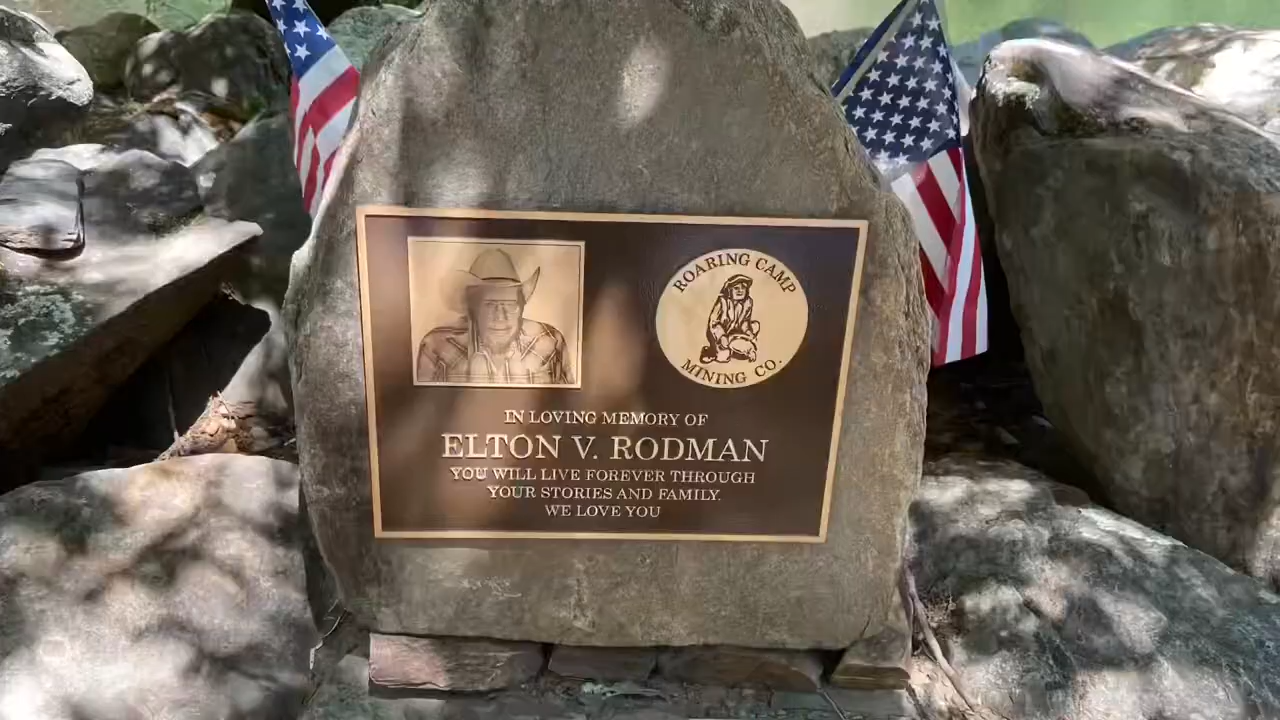 ROARING CAMP
MINING CO.
IN LOVING MEMORY OF
ELTON V. RODMAN
YOU WILL LIVE FOREVER THROUGH
YOUR STORIES AND FAMILY.
WE LOVE YOU